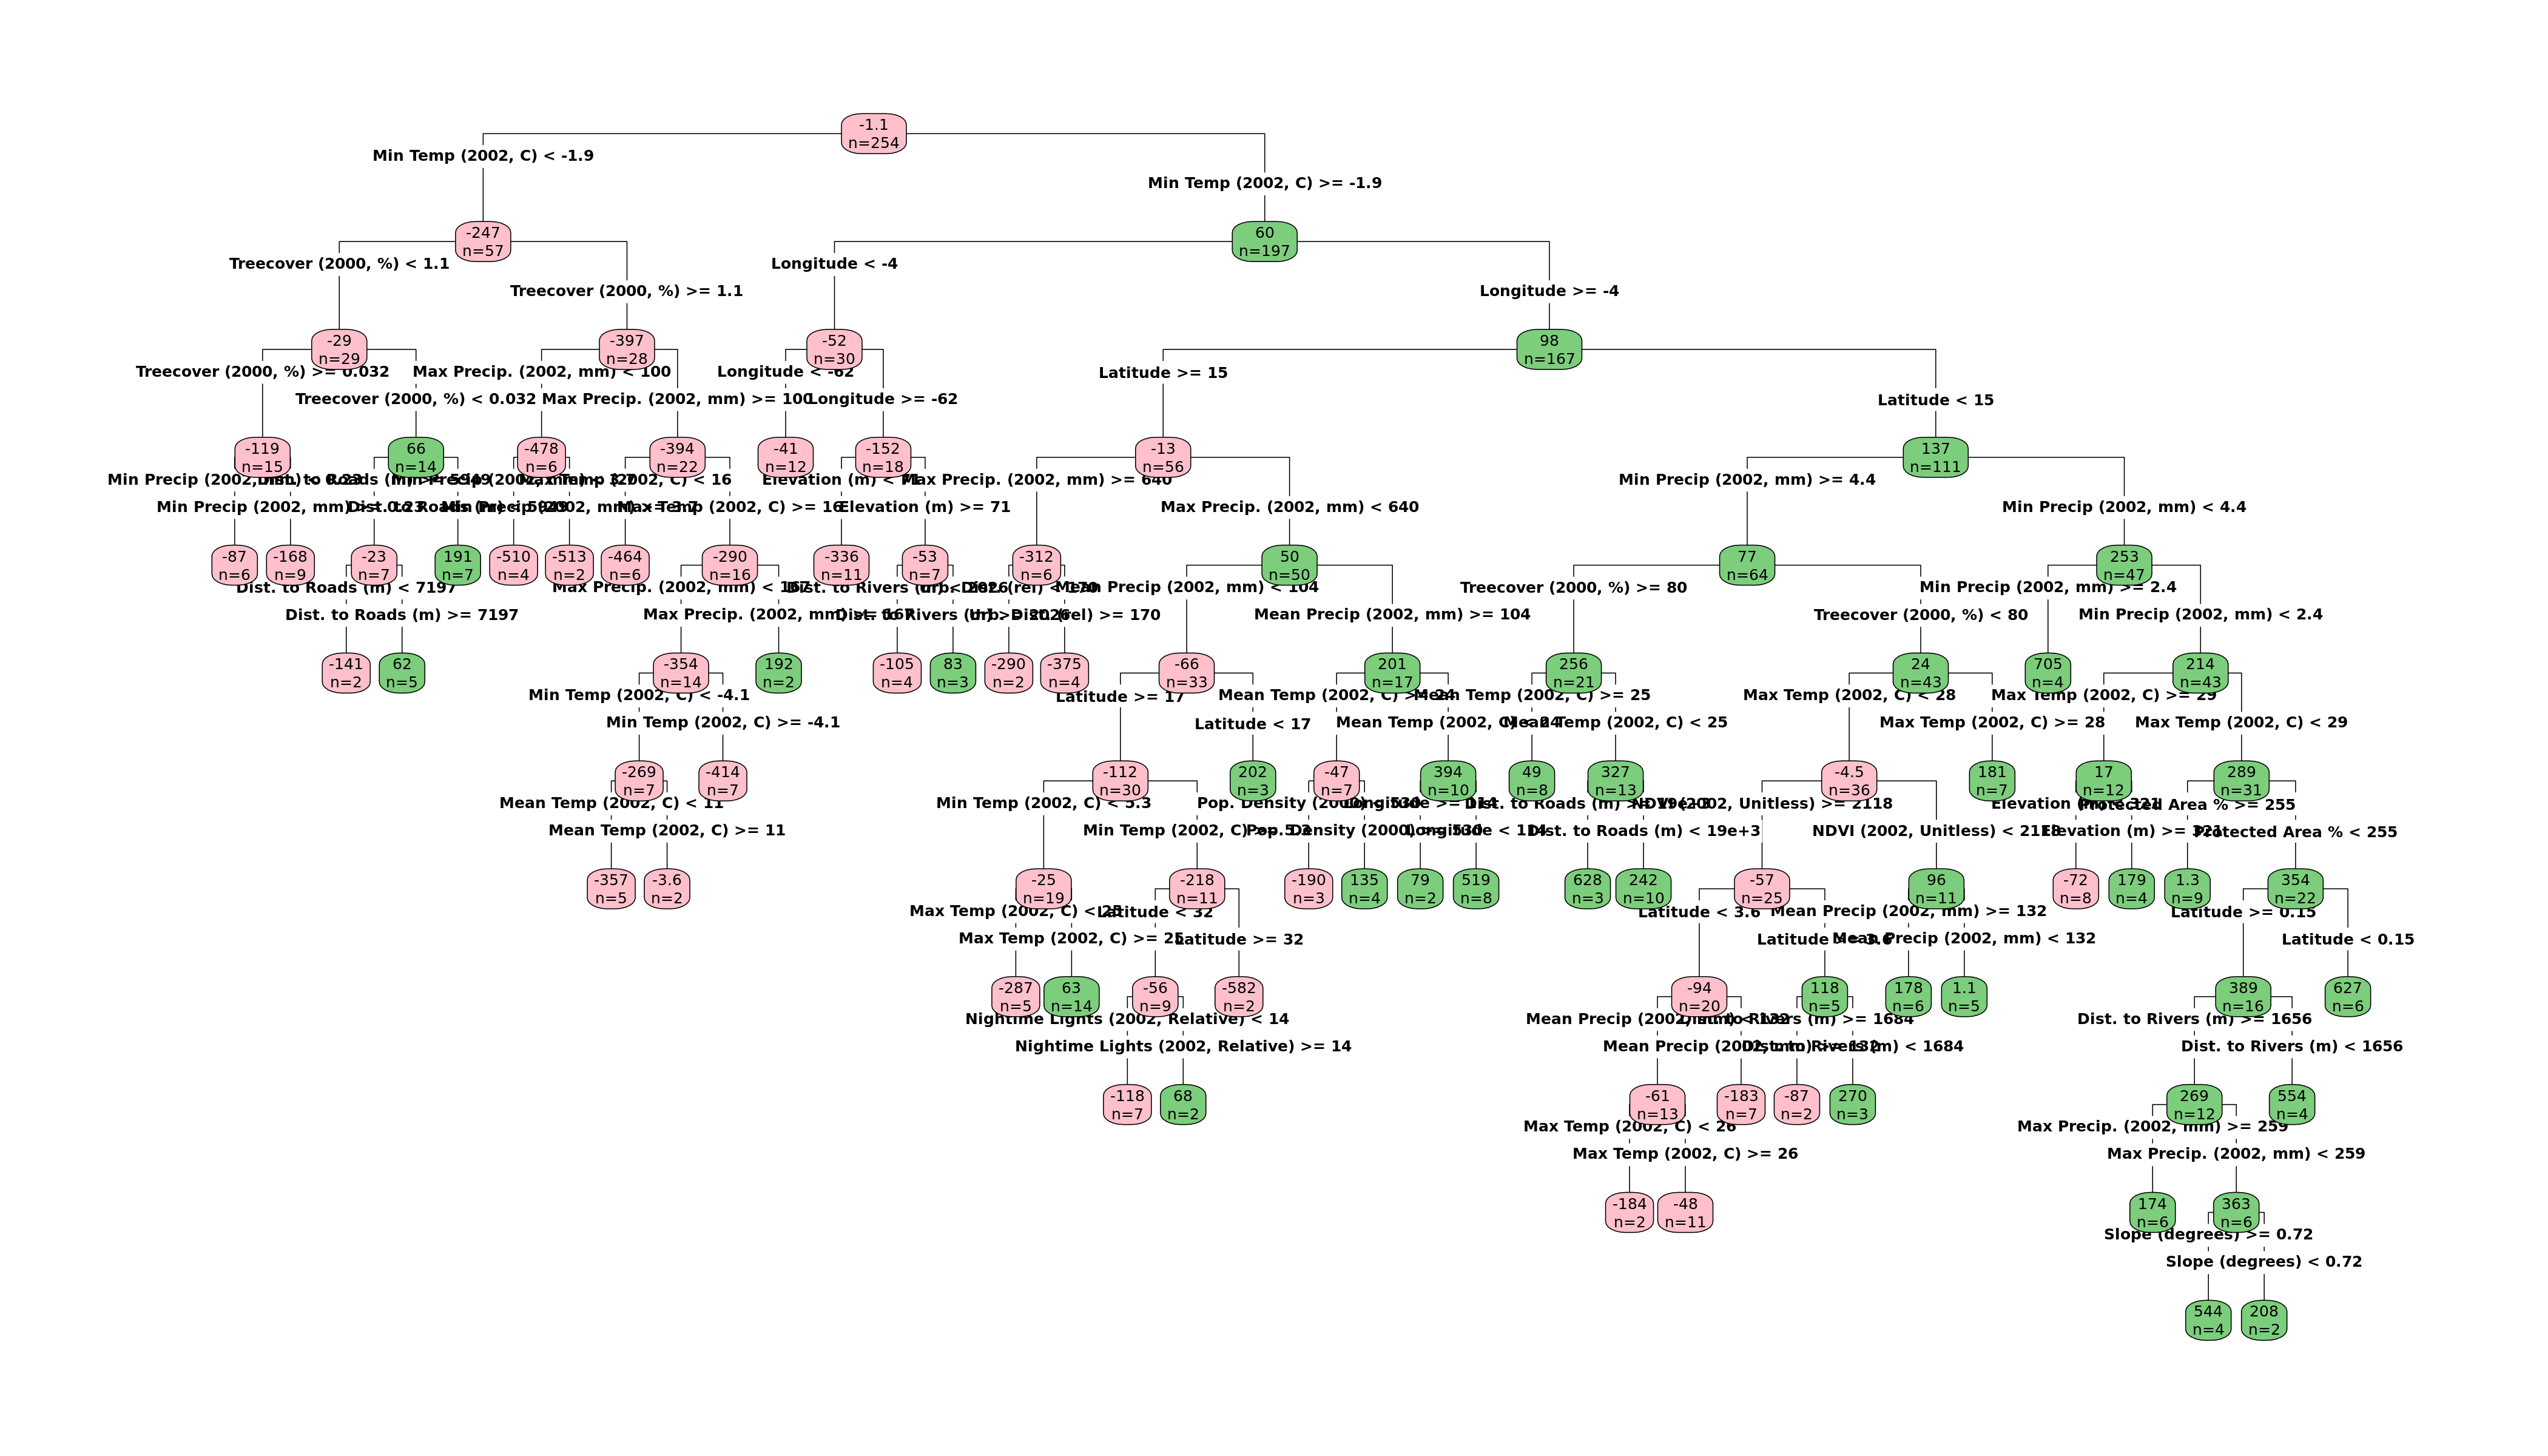 -1.1
n=254
Min Temp (2002, C) < -1.9
Min Temp (2002, C) >= -1.9
-247
n=57
60
n=197
Treecover (2000, %) < 1.1
Longitude < -4
Treecover (2000, %) >= 1.1
Longitude >= -4
-29
n=29
-397
n=28
-52
n=30
98
n=167
Treecover (2000, %) >= 0.032
Max Precip. (2002, mm) < 100
Longitude < -62
Latitude >= 15
Treecover (2000, %) < 0.032
Max Precip. (2002, mm) >= 100
Longitude >= -62
Latitude < 15
-119
n=15
66
n=14
-478
n=6
-394
n=22
-41
n=12
-152
n=18
-13
n=56
137
n=111
Min Precip (2002, mm) < 0.23
Dist. to Roads (m) >= 5949
Min Precip (2002, mm) < 3.7
Max Temp (2002, C) < 16
Elevation (m) < 71
Max Precip. (2002, mm) >= 640
Min Precip (2002, mm) >= 4.4
Min Precip (2002, mm) >= 0.23
Dist. to Roads (m) < 5949
Min Precip (2002, mm) >= 3.7
Max Temp (2002, C) >= 16
Elevation (m) >= 71
Max Precip. (2002, mm) < 640
Min Precip (2002, mm) < 4.4
-87
n=6
-168
n=9
-23
n=7
191
n=7
-510
n=4
-513
n=2
-464
n=6
-290
n=16
-336
n=11
-53
n=7
-312
n=6
50
n=50
77
n=64
253
n=47
Dist. to Roads (m) < 7197
Max Precip. (2002, mm) < 167
Dist. to Rivers (m) < 2026
Urb. Dist. (rel) < 170
Mean Precip (2002, mm) < 104
Treecover (2000, %) >= 80
Min Precip (2002, mm) >= 2.4
Dist. to Roads (m) >= 7197
Max Precip. (2002, mm) >= 167
Dist. to Rivers (m) >= 2026
Urb. Dist. (rel) >= 170
Mean Precip (2002, mm) >= 104
Treecover (2000, %) < 80
Min Precip (2002, mm) < 2.4
-141
n=2
62
n=5
-354
n=14
192
n=2
-105
n=4
83
n=3
-290
n=2
-375
n=4
-66
n=33
201
n=17
256
n=21
24
n=43
705
n=4
214
n=43
Min Temp (2002, C) < -4.1
Latitude >= 17
Mean Temp (2002, C) >= 24
Mean Temp (2002, C) >= 25
Max Temp (2002, C) < 28
Max Temp (2002, C) >= 29
Min Temp (2002, C) >= -4.1
Latitude < 17
Mean Temp (2002, C) < 24
Mean Temp (2002, C) < 25
Max Temp (2002, C) >= 28
Max Temp (2002, C) < 29
-269
n=7
-414
n=7
-112
n=30
202
n=3
-47
n=7
394
n=10
49
n=8
327
n=13
-4.5
n=36
181
n=7
17
n=12
289
n=31
Mean Temp (2002, C) < 11
Min Temp (2002, C) < 5.3
Pop. Density (2000) < 530
Longitude >= 114
Dist. to Roads (m) >= 19e+3
NDVI (2002, Unitless) >= 2118
Elevation (m) < 321
Protected Area % >= 255
Mean Temp (2002, C) >= 11
Min Temp (2002, C) >= 5.3
Pop. Density (2000) >= 530
Longitude < 114
Dist. to Roads (m) < 19e+3
NDVI (2002, Unitless) < 2118
Elevation (m) >= 321
Protected Area % < 255
-357
n=5
-3.6
n=2
-25
n=19
-218
n=11
-190
n=3
135
n=4
79
n=2
519
n=8
628
n=3
242
n=10
-57
n=25
96
n=11
-72
n=8
179
n=4
1.3
n=9
354
n=22
Max Temp (2002, C) < 25
Latitude < 32
Latitude < 3.6
Mean Precip (2002, mm) >= 132
Latitude >= 0.15
Max Temp (2002, C) >= 25
Latitude >= 32
Latitude >= 3.6
Mean Precip (2002, mm) < 132
Latitude < 0.15
-287
n=5
63
n=14
-56
n=9
-582
n=2
-94
n=20
118
n=5
178
n=6
1.1
n=5
389
n=16
627
n=6
Nightime Lights (2002, Relative) < 14
Mean Precip (2002, mm) < 132
Dist. to Rivers (m) >= 1684
Dist. to Rivers (m) >= 1656
Nightime Lights (2002, Relative) >= 14
Mean Precip (2002, mm) >= 132
Dist. to Rivers (m) < 1684
Dist. to Rivers (m) < 1656
-118
n=7
68
n=2
-61
n=13
-183
n=7
-87
n=2
270
n=3
269
n=12
554
n=4
Max Temp (2002, C) < 26
Max Precip. (2002, mm) >= 259
Max Temp (2002, C) >= 26
Max Precip. (2002, mm) < 259
-184
n=2
-48
n=11
174
n=6
363
n=6
Slope (degrees) >= 0.72
Slope (degrees) < 0.72
544
n=4
208
n=2